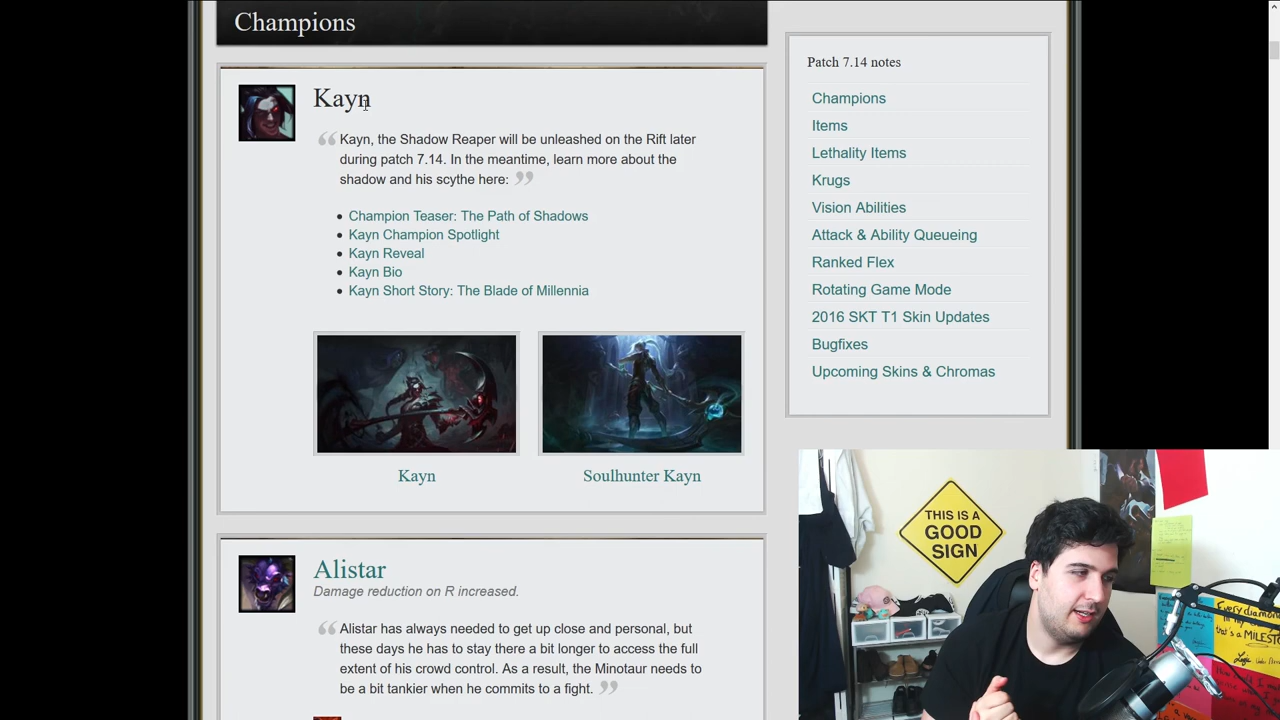 Champions
Kayn
Kayn, the Shadow Reaper will be unleashed on the Rift later
during patch 7.14. In the meantime, learn more about the
shadow and his scythe here:
Champion Teaser: The Path of Shadows
Kayn Champion Spotlight
Kayn Reveal
Kayn Bio
Kayn Short Story: The Blade of Millennia
Kayn
Soulhunter Kayn
Alistar
Damage reduction on R increased.
Alistar has always needed to get up close and personal, but
these days he has to stay there a bit longer to access the full
extent of his crowd control. As a result, the Minotaur needs to
be a bit tankier when he commits to a fight.
Patch 7.14 notes
Champions
Items
Lethality Items
Krugs
Vision Abilities
Attack & Ability Queueing
Ranked Flex
Rotating Game Mode
2016 SKT T1 Skin Updates
Bugfixes
Upcoming Skins & Chromas
THIS IS A
GOOD
SIGN
Every diamond
that's a MILESTO